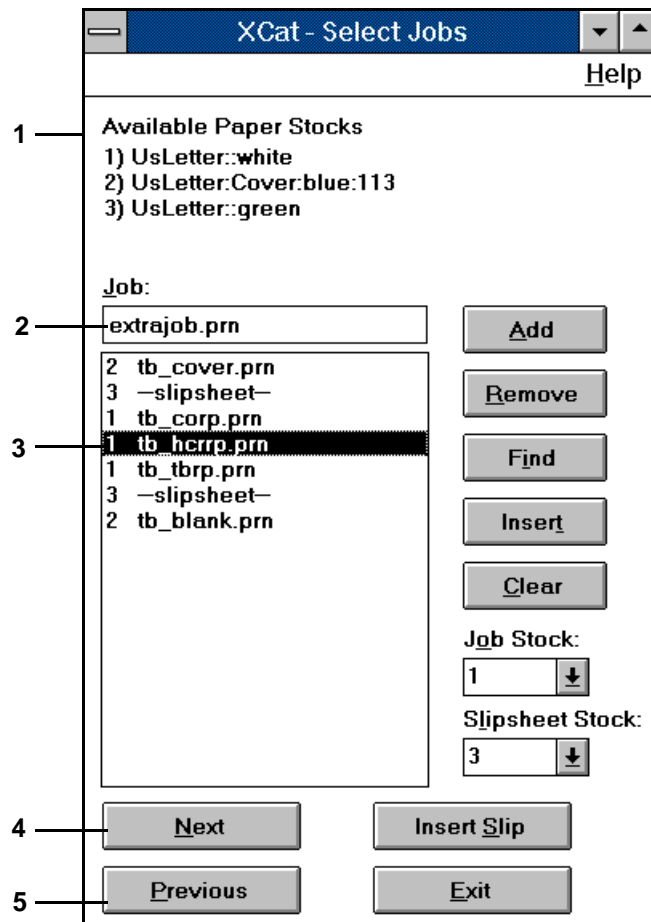 XCat - Select Jobs
Help
1
Available Paper Stocks
1) UsLetter::white
2) UsLetter:Cover:blue:113
3) UsLetter::green
Job:
2
extrajob.prn
Add
2 tb_cover.prn
3 —slipsheet—
1 tb_corp.prn
3
1 tb_hcrrp.prn
1 tb_tbrp.prn
3 —slipsheet—
2 tb_blank.prn
Remove
Find
Insert
Clear
Job Stock:
1
Slipsheet Stock:
3
4
Next
Insert Slip
5
Previous
Exit